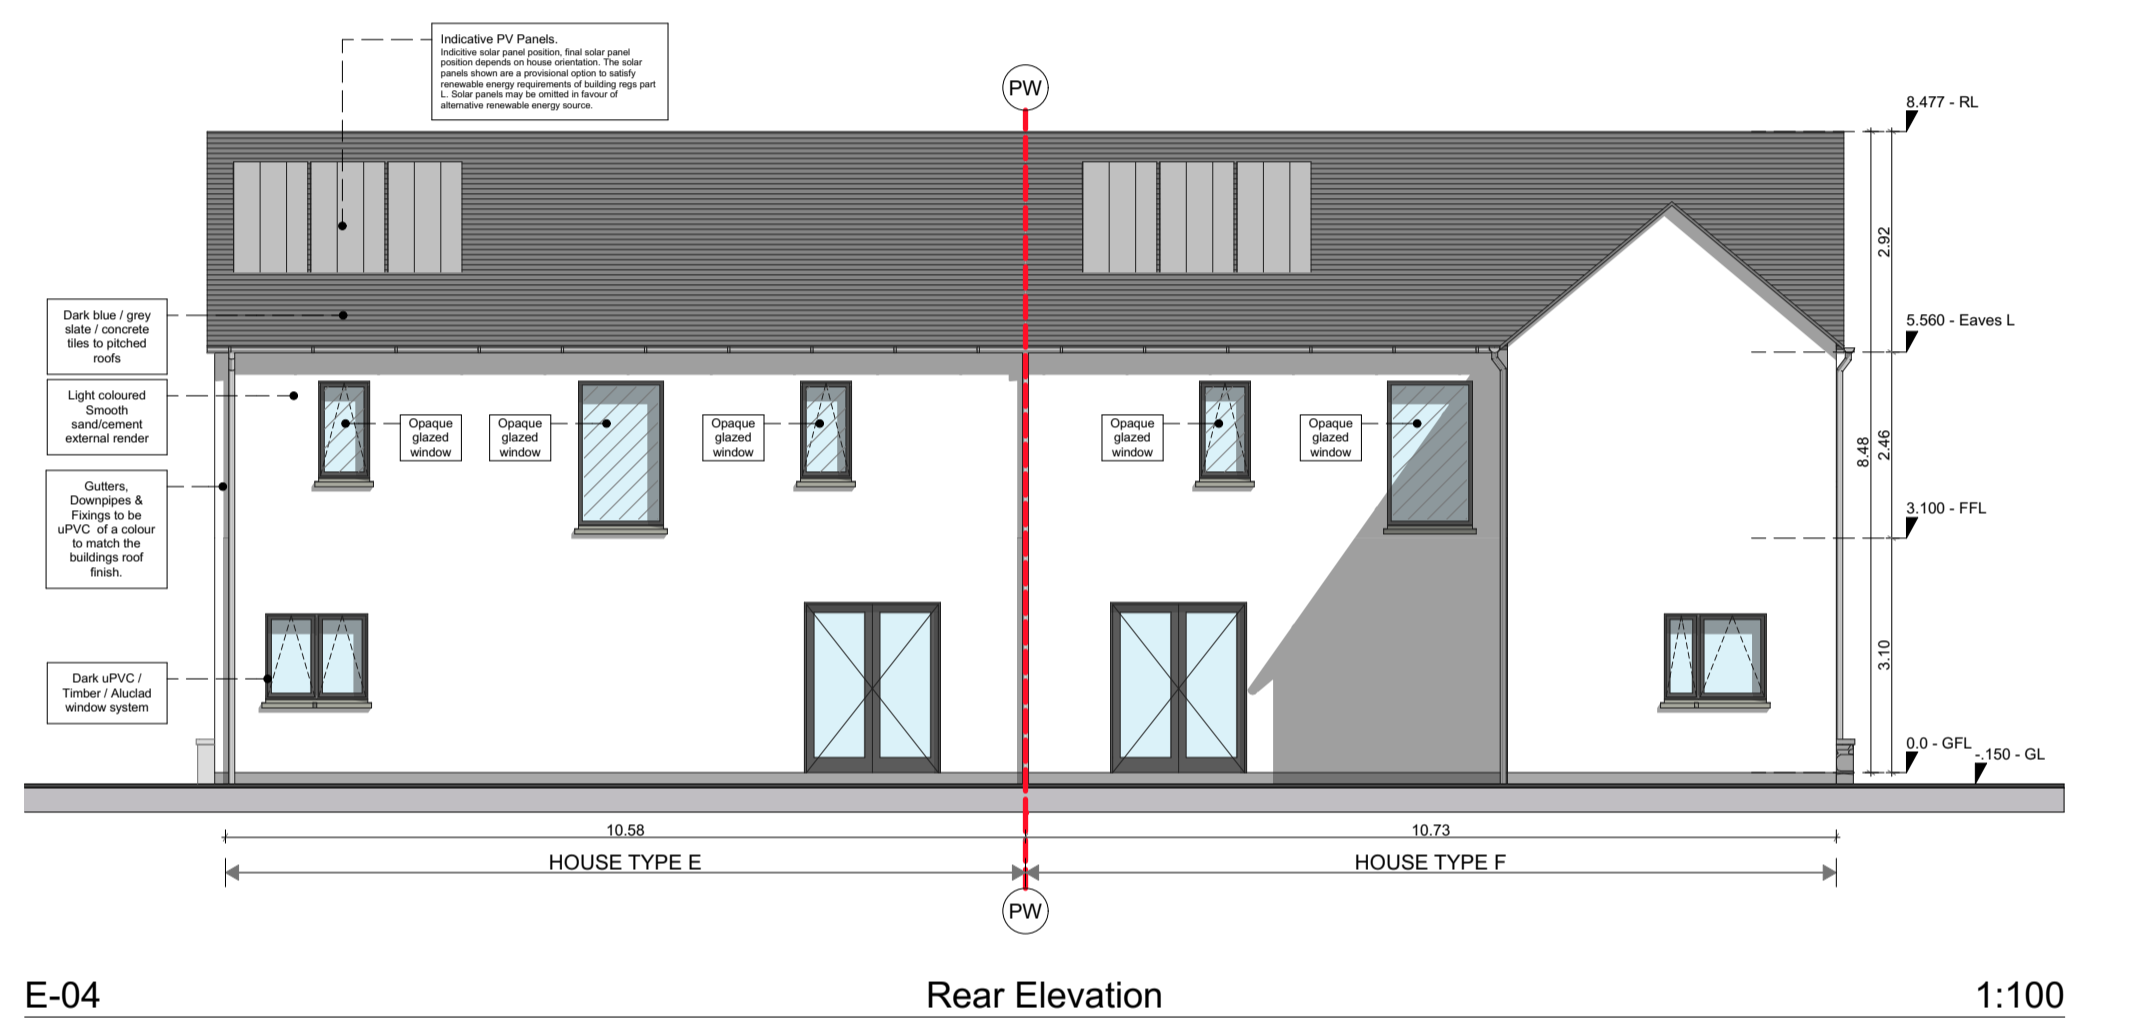 Indicative PV Panels.
Indicitive solar panel position, final solar panel
position depends on house orientation. The solar
panels shown are a provisional option to satisfy
renewable energy requirements of building regs part
L. Solar panels may be omitted in favour of
alternative renewable energy source.
PW
8.477 - RL
2.92
Dark blue / grey
slate / concrete
tiles to pitched
roofs
5.560 - Eaves L
Light coloured
Smooth
sand/cement
external render
Opaque
glazed
window
Opaque
glazed
window
Opaque
glazed
window
Opaque
glazed
window
Opaque
glazed
window
8.48
2.46
Gutters,
Downpipes &
Fixings to be
uPVC of a colour
to match the
buildings roof
finish.
3.100 - FFL
3.10
Dark uPVC /
Timber / Aluclad
window system
0.0 - GFL
-.150 - GL
10.58
10.73
HOUSE TYPE E
HOUSE TYPE F
PW
E-04
Rear Elevation
1:100